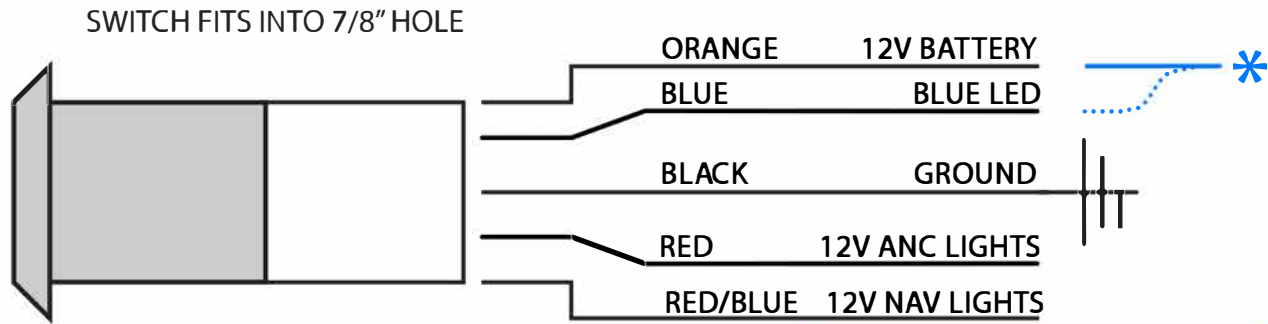 SWITCH FITS INTO 7/8” HOLE
ORANGE 12V BATTERY
BLUE BLUE LED
BLACK GROUND
RED 12V ANC LIGHTS
RED/BLUE 12V NAV LIGHTS
*